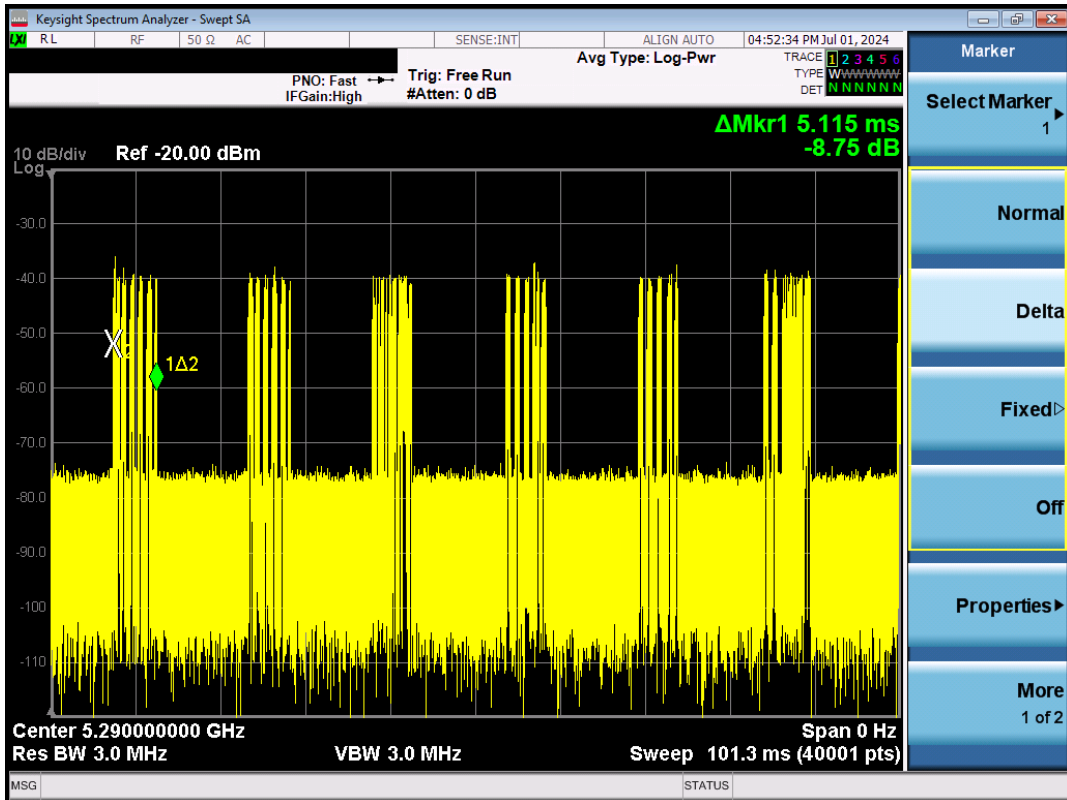 Keysight Spectrum Analyzer - Swept SA
LXI RL RF 50 Ω AC SENSE:INT ALIGN AUTO 04:52:34 PM Jul 01, 2024
PNO: Fast Trig: Free Run Avg Type: Log-Pwr TRACE 1 2 3 4 5 6
IFGain:High #Atten: 0 dB TYPE WWWWWWW
DET N N N N N N
ΔMkr1 5.115 ms
-8.75 dB
10 dB/div Ref -20.00 dBm
Log
-30.0
-40.0
-50.0
-60.0
-70.0
-80.0
-90.0
-100
-110
X2
1Δ2
Center 5.290000000 GHz Span 0 Hz
Res BW 3.0 MHz VBW 3.0 MHz Sweep 101.3 ms (40001 pts)
MSG STATUS
Marker
Select Marker
1
Normal
Delta
Fixed
Off
Properties
More
1 of 2